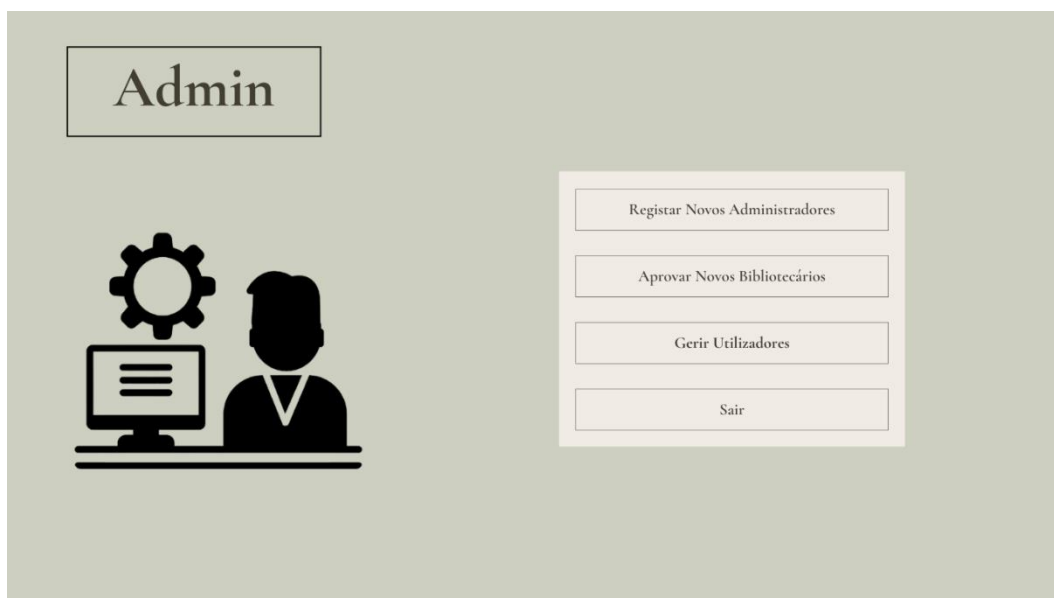 Admin
Registar Novos Administradores
Aprovar Novos Bibliotecários
Gerir Utilizadores
Sair